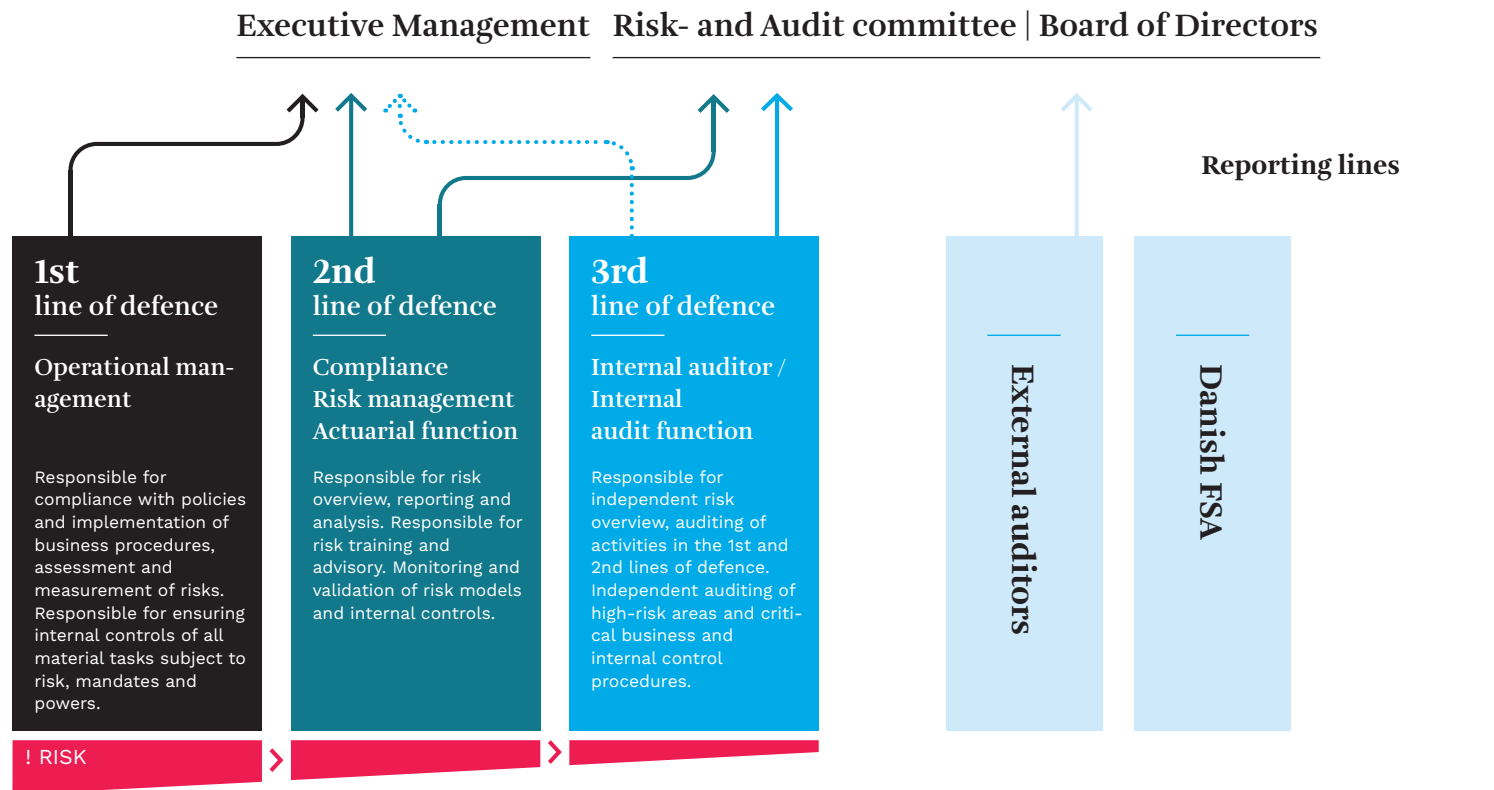 Executive Management
Risk- and Audit committee | Board of Directors
Reporting lines
1st
line of defence
Operational man-
agement
Responsible for
compliance with policies
and implementation of
business procedures,
assessment and
measurement of risks.
Responsible for ensuring
internal controls of all
material tasks subject to
risk, mandates and
powers.
2nd
line of defence
Compliance
Risk management
Actuarial function
Responsible for risk
overview, reporting and
analysis. Responsible for
risk training and
advisory. Monitoring and
validation of risk models
and internal controls.
3rd
line of defence
Internal auditor /
Internal
audit function
Responsible for
independent risk
overview, auditing of
activities in the 1st and
2nd lines of defence.
Independent auditing of
high-risk areas and criti-
cal business and
internal control
procedures.
External auditors
Danish FSA
! RISK